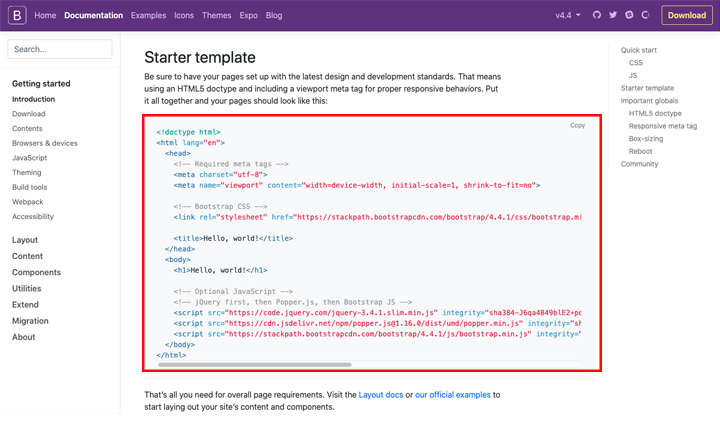 B Home Documentation Examples Icons Themes Expo Blog v4.4 Download
Search...
Getting started
Introduction
Download
Contents
Browsers & devices
JavaScript
Theming
Build tools
Webpack
Accessibility
Layout
Content
Components
Utilities
Extend
Migration
About
Starter template
Be sure to have your pages set up with the latest design and development standards. That means
using an HTML5 doctype and including a viewport meta tag for proper responsive behaviors. Put
it all together and your pages should look like this:
Copy
<!doctype html>
<html lang="en">
  <head>
    <!-- Required meta tags -->
    <meta charset="utf-8">
    <meta name="viewport" content="width=device-width, initial-scale=1, shrink-to-fit=no">
    <!-- Bootstrap CSS -->
    <link rel="stylesheet" href="https://stackpath.bootstrapcdn.com/bootstrap/4.4.1/css/bootstrap.mi
    <title>Hello, world!</title>
  </head>
  <body>
    <h1>Hello, world!</h1>
    <!-- Optional JavaScript -->
    <!-- jQuery first, then Popper.js, then Bootstrap JS -->
    <script src="https://code.jquery.com/jquery-3.4.1.slim.min.js" integrity="sha384-J6qa4849blE2+po
    <script src="https://cdn.jsdelivr.net/npm/popper.js@1.16.0/dist/umd/popper.min.js" integrity="sh
    <script src="https://stackpath.bootstrapcdn.com/bootstrap/4.4.1/js/bootstrap.min.js" integrity="
  </body>
</html>
That's all you need for overall page requirements. Visit the Layout docs or our official examples to
start laying out your site's content and components.
Quick start
CSS
JS
Starter template
Important globals
HTML5 doctype
Responsive meta tag
Box-sizing
Reboot
Community